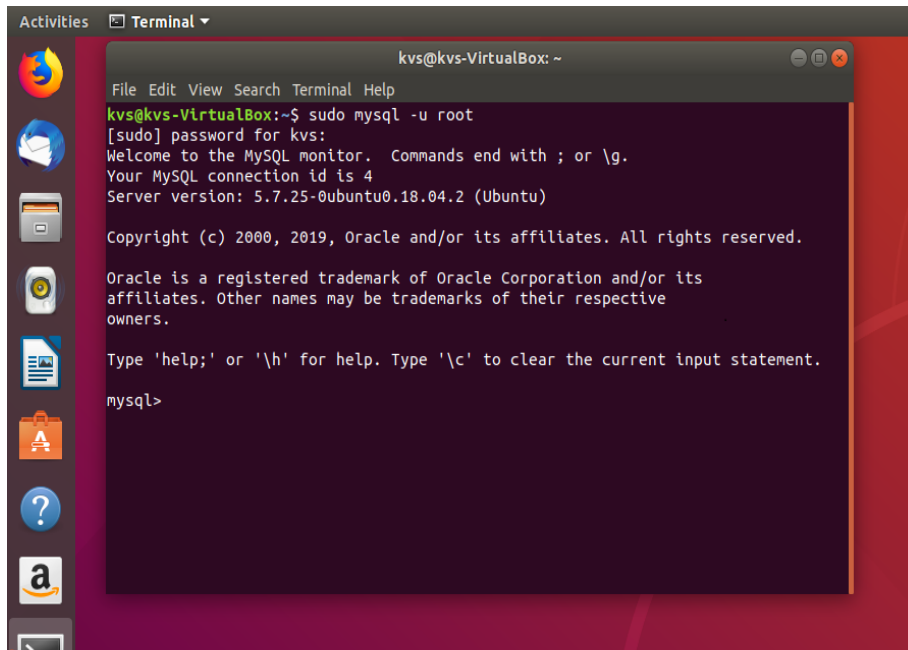 Activities Terminal
kvs@kvs-VirtualBox: ~
File Edit View Search Terminal Help
kvs@kvs-VirtualBox:~$ sudo mysql -u root
[sudo] password for kvs:
Welcome to the MySQL monitor.  Commands end with ; or \g.
Your MySQL connection id is 4
Server version: 5.7.25-0ubuntu0.18.04.2 (Ubuntu)
Copyright (c) 2000, 2019, Oracle and/or its affiliates. All rights reserved.
Oracle is a registered trademark of Oracle Corporation and/or its
affiliates. Other names may be trademarks of their respective
owners.
Type 'help;' or '\h' for help. Type '\c' to clear the current input statement.
mysql>